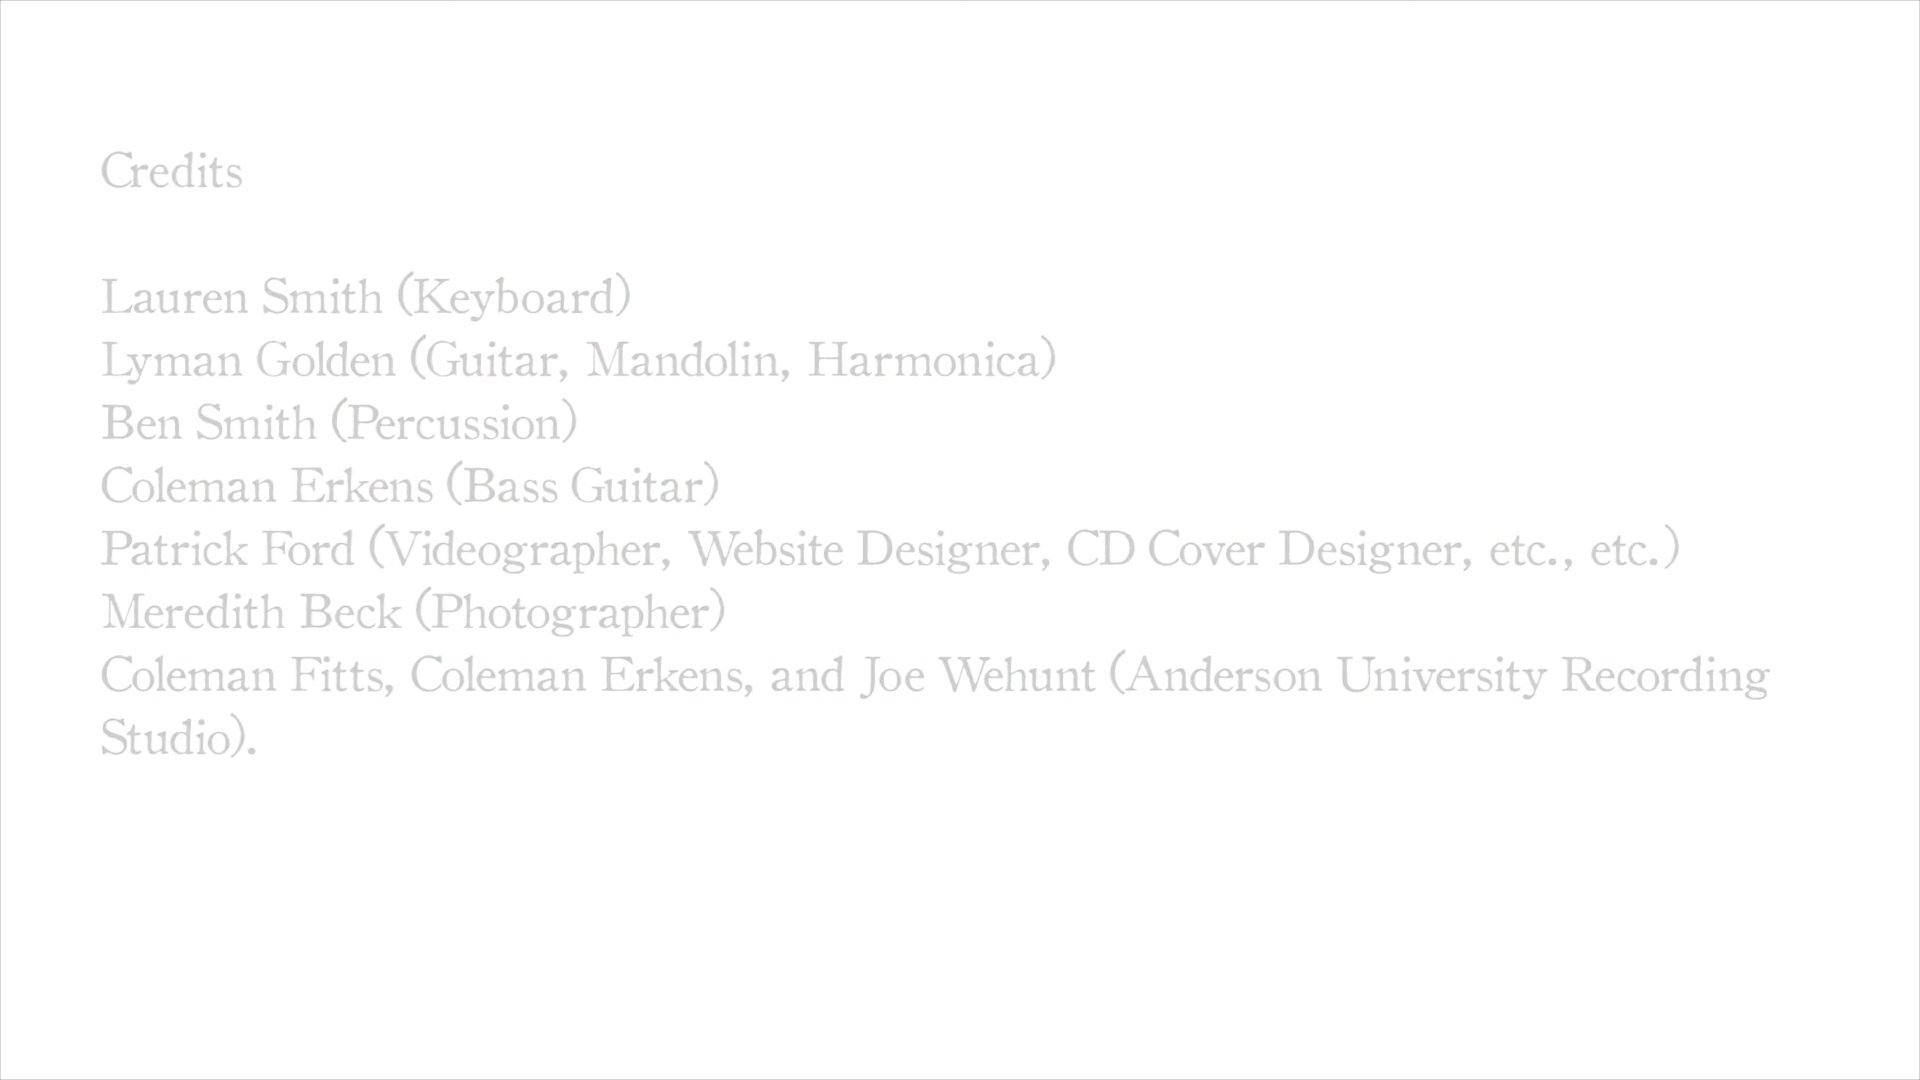 Credits
Lauren Smith (Keyboard)
Lyman Golden (Guitar, Mandolin, Harmonica)
Ben Smith (Percussion)
Coleman Erkens (Bass Guitar)
Patrick Ford (Videographer, Website Designer, CD Cover Designer, etc., etc.)
Meredith Beck (Photographer)
Coleman Fitts, Coleman Erkens, and Joe Wehunt (Anderson University Recording
Studio).